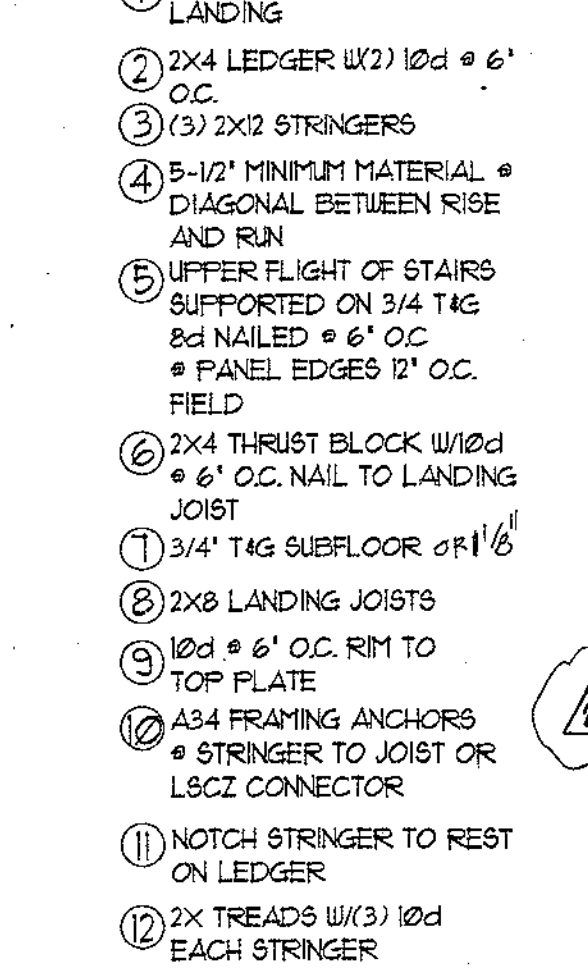 LANDING
2 2X4 LEDGER W(2) 10d @ 6"
O.C.
3 (3) 2X12 STRINGERS
4 5-1/2" MINIMUM MATERIAL @
DIAGONAL BETWEEN RISE
AND RUN
5 UPPER FLIGHT OF STAIRS
SUPPORTED ON 3/4 T&G
8d NAILED @ 6" O.C
@ PANEL EDGES 12" O.C.
FIELD
6 2X4 THRUST BLOCK W/10d
@ 6" O.C. NAIL TO LANDING
JOIST
7 3/4" T&G SUBFLOOR OR 1 1/8"
8 2X8 LANDING JOISTS
9 10d @ 6" O.C. RIM TO
TOP PLATE
10 A34 FRAMING ANCHORS
@ STRINGER TO JOIST OR
LSCZ CONNECTOR
11 NOTCH STRINGER TO REST
ON LEDGER
12 2X TREADS W/(3) 10d
EACH STRINGER